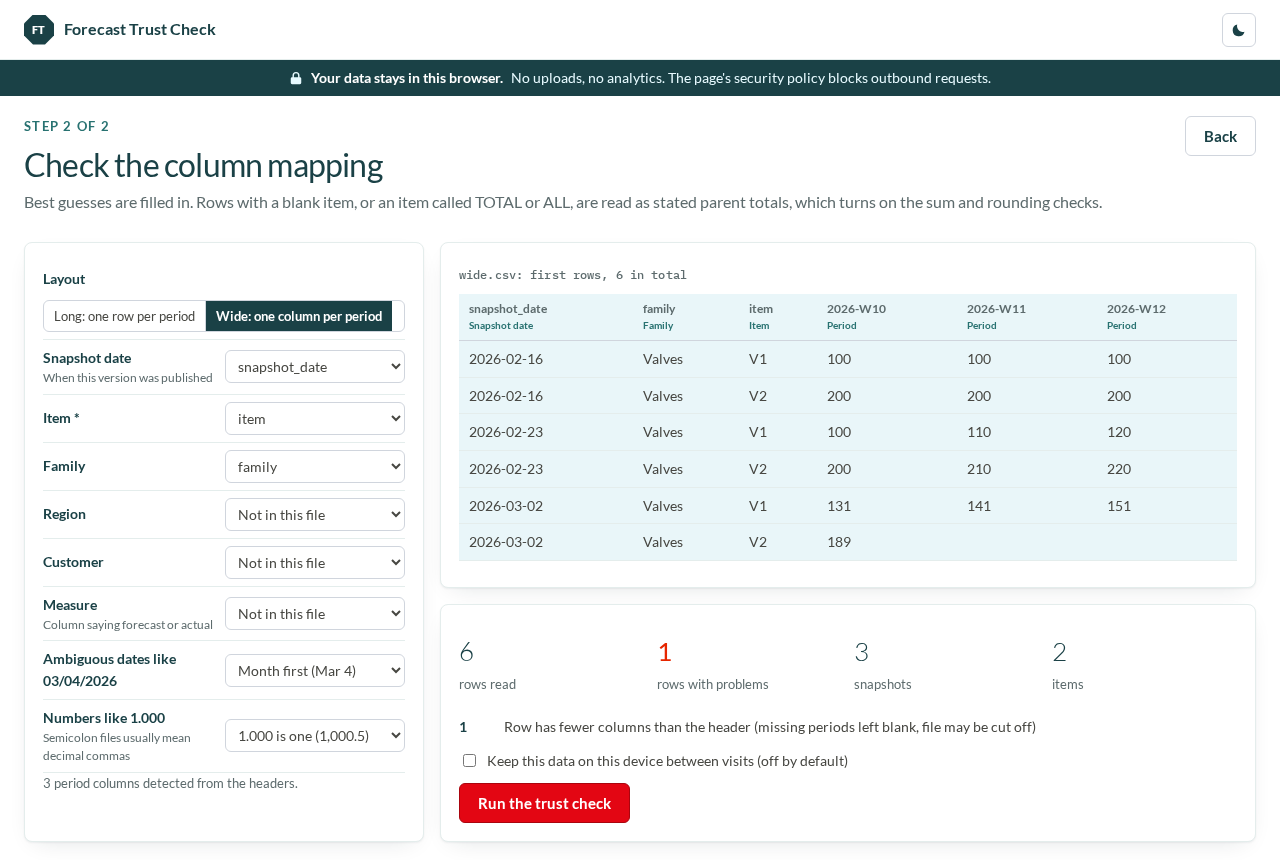 FT Forecast Trust Check
Your data stays in this browser. No uploads, no analytics. The page's security policy blocks outbound requests.
STEP 2 OF 2
Back
Check the column mapping
Best guesses are filled in. Rows with a blank item, or an item called TOTAL or ALL, are read as stated parent totals, which turns on the sum and rounding checks.
Layout
Long: one row per period Wide: one column per period
Snapshot date
When this version was published
snapshot_date
Item *
item
Family
family
Region
Not in this file
Customer
Not in this file
Measure
Column saying forecast or actual
Not in this file
Ambiguous dates like
03/04/2026
Month first (Mar 4)
Numbers like 1.000
Semicolon files usually mean
decimal commas
1.000 is one (1,000.5)
3 period columns detected from the headers.
wide.csv: first rows, 6 in total
snapshot_date family item 2026-W10 2026-W11 2026-W12
Snapshot date Family Item Period Period Period
2026-02-16 Valves V1 100 100 100
2026-02-16 Valves V2 200 200 200
2026-02-23 Valves V1 100 110 120
2026-02-23 Valves V2 200 210 220
2026-03-02 Valves V1 131 141 151
2026-03-02 Valves V2 189
6 1 3 2
rows read rows with problems snapshots items
1 Row has fewer columns than the header (missing periods left blank, file may be cut off)
Keep this data on this device between visits (off by default)
Run the trust check